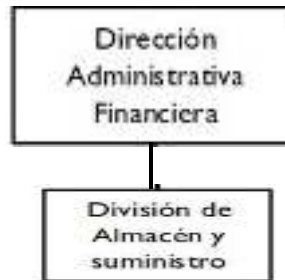 Dirección
Administrativa
Financiera
División de
Almacén y
suministro